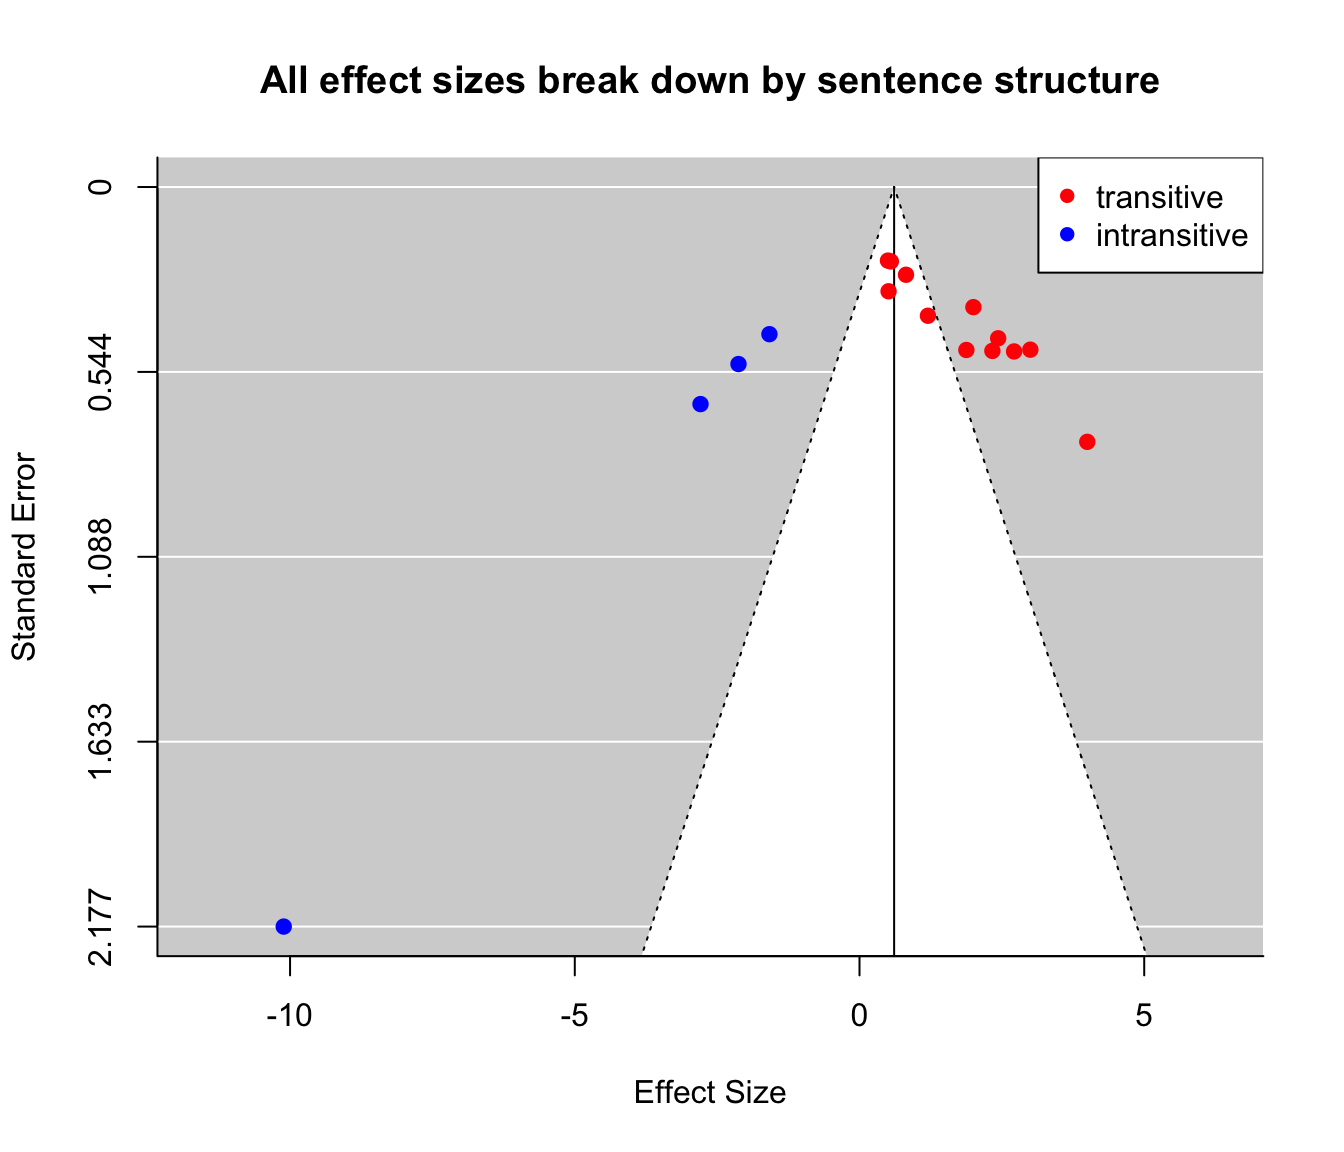 All effect sizes break down by sentence structure
transitive
intransitive
Standard Error
0
0.544
1.088
1.633
2.177
-10
-5
0
5
Effect Size